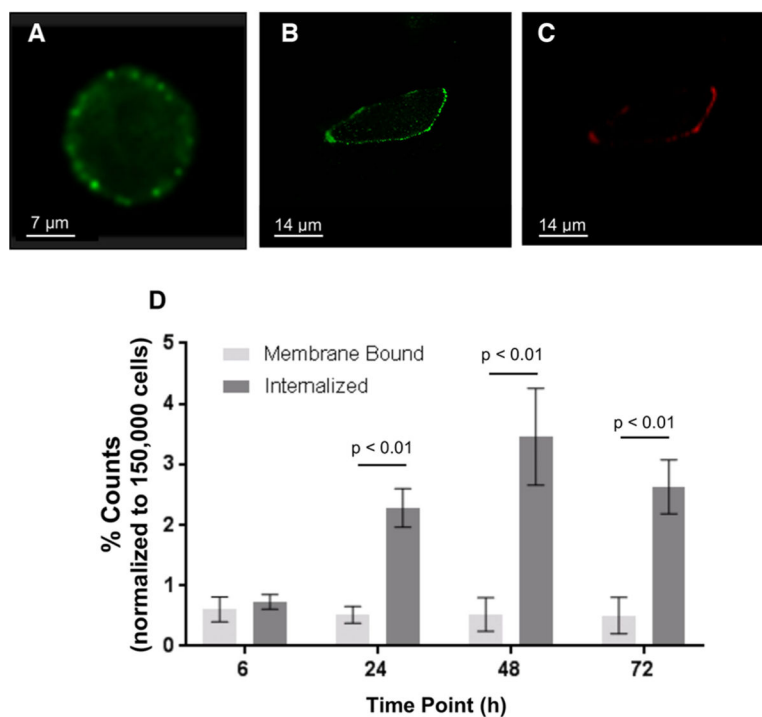 A
B
C
7 µm
14 µm
14 µm
D
% Counts
(normalized to 150,000 cells)
5
4
3
2
1
0
Membrane Bound
Internalized
p < 0.01
p < 0.01
p < 0.01
6
24
48
72
Time Point (h)